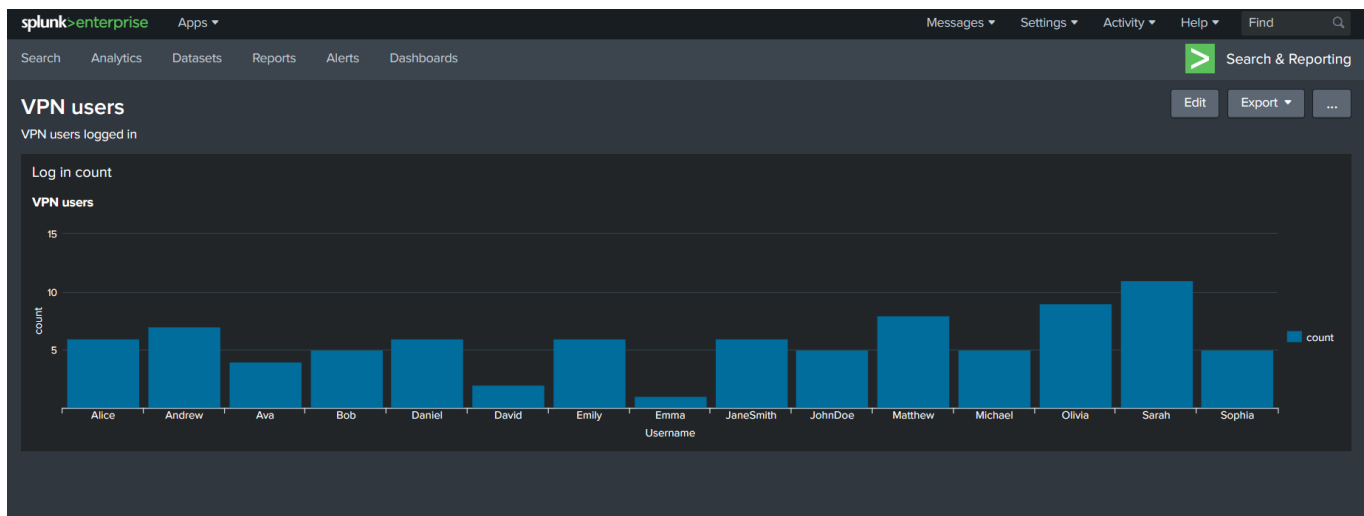 splunk>enterprise Apps ▾ Messages ▾ Settings ▾ Activity ▾ Help ▾ Find
Search Analytics Datasets Reports Alerts Dashboards Search & Reporting
VPN users Edit Export ▾ ...
VPN users logged in
Log in count
VPN users
15
10
5
count
count
Alice Andrew Ava Bob Daniel David Emily Emma JaneSmith JohnDoe Matthew Michael Olivia Sarah Sophia
Username